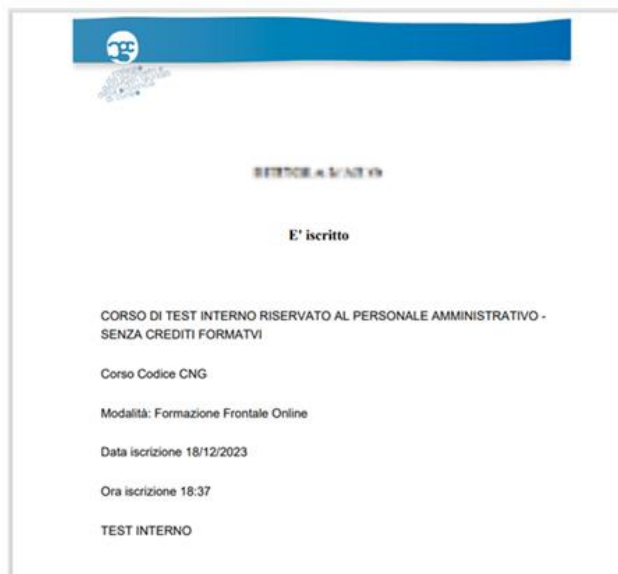 E' iscritto
CORSO DI TEST INTERNO RISERVATO AL PERSONALE AMMINISTRATIVO -
SENZA CREDITI FORMATVI
Corso Codice CNG
Modalità: Formazione Frontale Online
Data iscrizione 18/12/2023
Ora iscrizione 18:37
TEST INTERNO